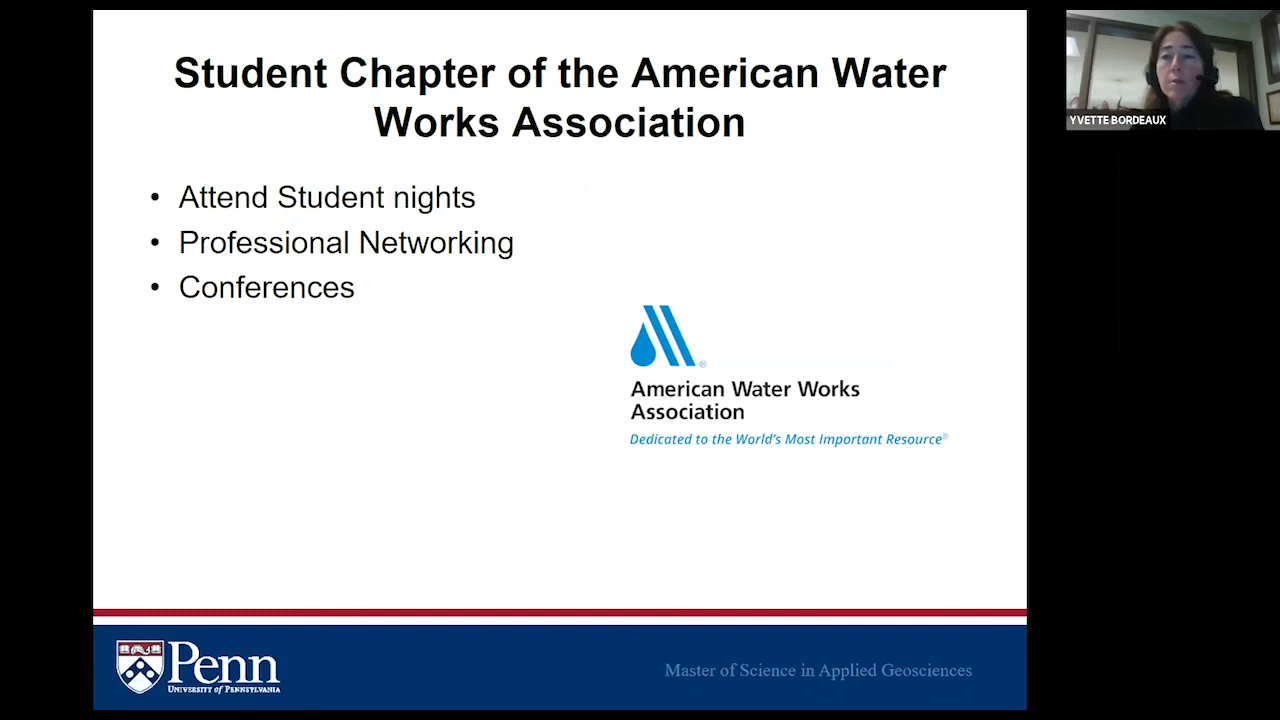 Student Chapter of the American Water
Works Association
• Attend Student nights
• Professional Networking
• Conferences
American Water Works
Association
Dedicated to the World's Most Important Resource®
Penn
UNIVERSITY of PENNSYLVANIA
Master of Science in Applied Geosciences
YVETTE BORDEAUX